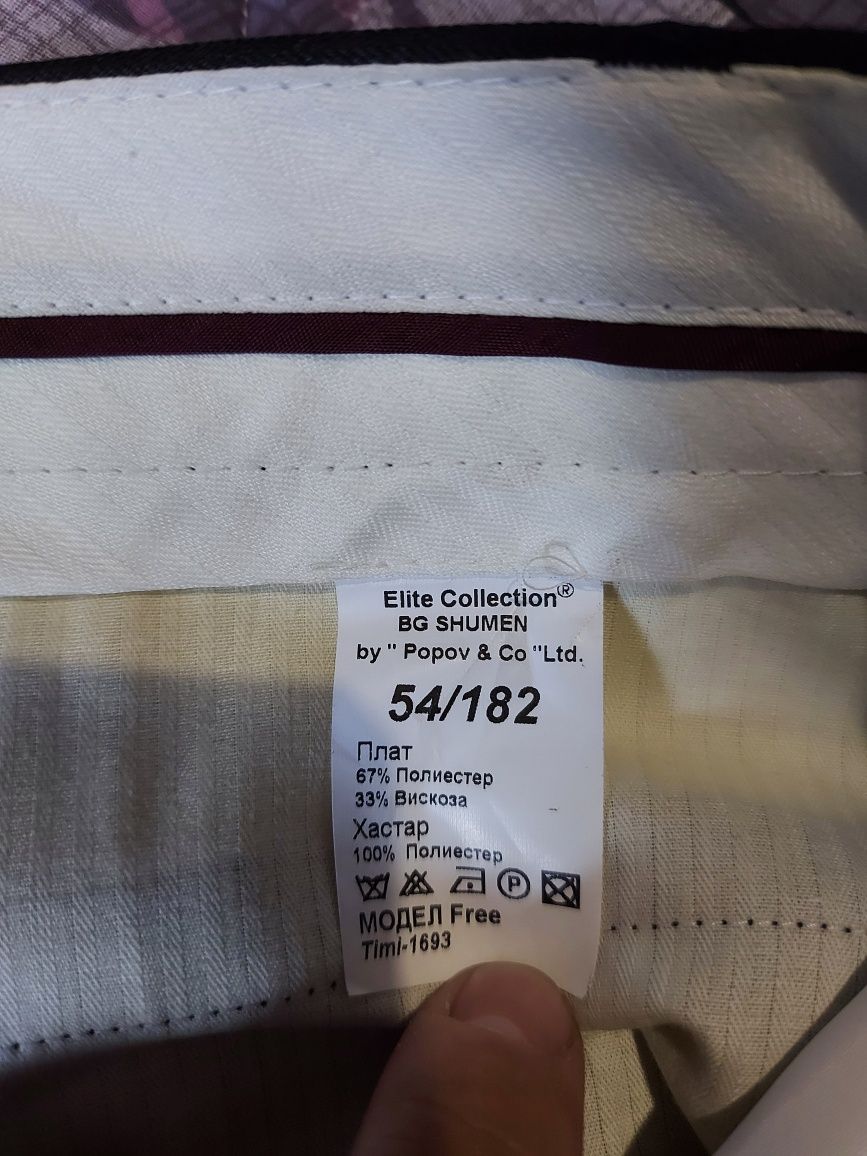 Elite Collection®
BG SHUMEN
by " Popov & Co "Ltd.
54/182
Плат
67% Полиестер
33% Вискоза
Хастар
100% Полиестер
P
МОДЕЛ Free
Timi-1693